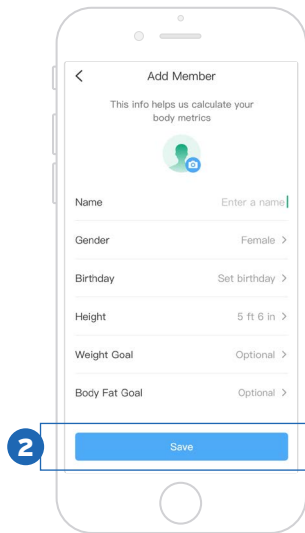 Add Member
This info helps us calculate your
body metrics
Name Enter a name
Gender Female >
Birthday Set birthday >
Height 5 ft 6 in >
Weight Goal Optional >
Body Fat Goal Optional >
2 Save